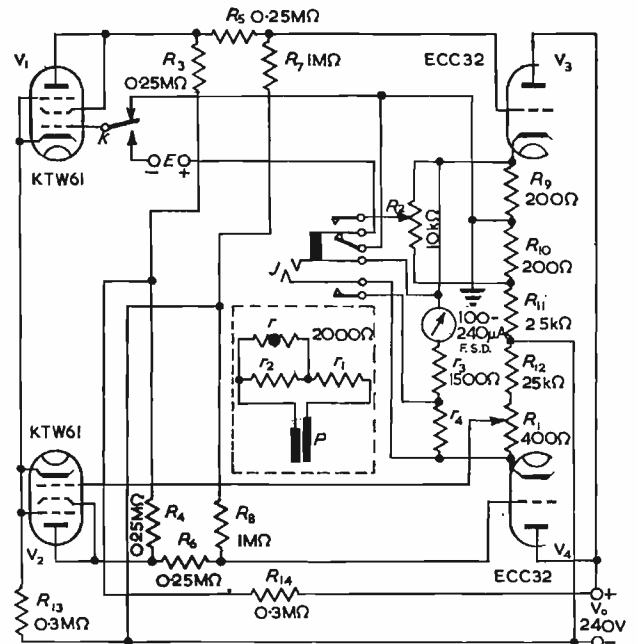 R5 0.25MΩ
V1
R3
0.25MΩ
R7 1MΩ
ECC32
V3
K
KTW61
− E +
R2
10kΩ
R9
200Ω
R10
200Ω
J
r
2000Ω
r2
r1
P
100–
240μA
F.S.D.
R11
25kΩ
r3
1500Ω
R12
25kΩ
r4
R1
400Ω
KTW61
V2
R4
0.25MΩ
R6
0.25MΩ
R8
1MΩ
V4
ECC32
R13
0.3MΩ
R14
0.3MΩ
+
V0
240V
−